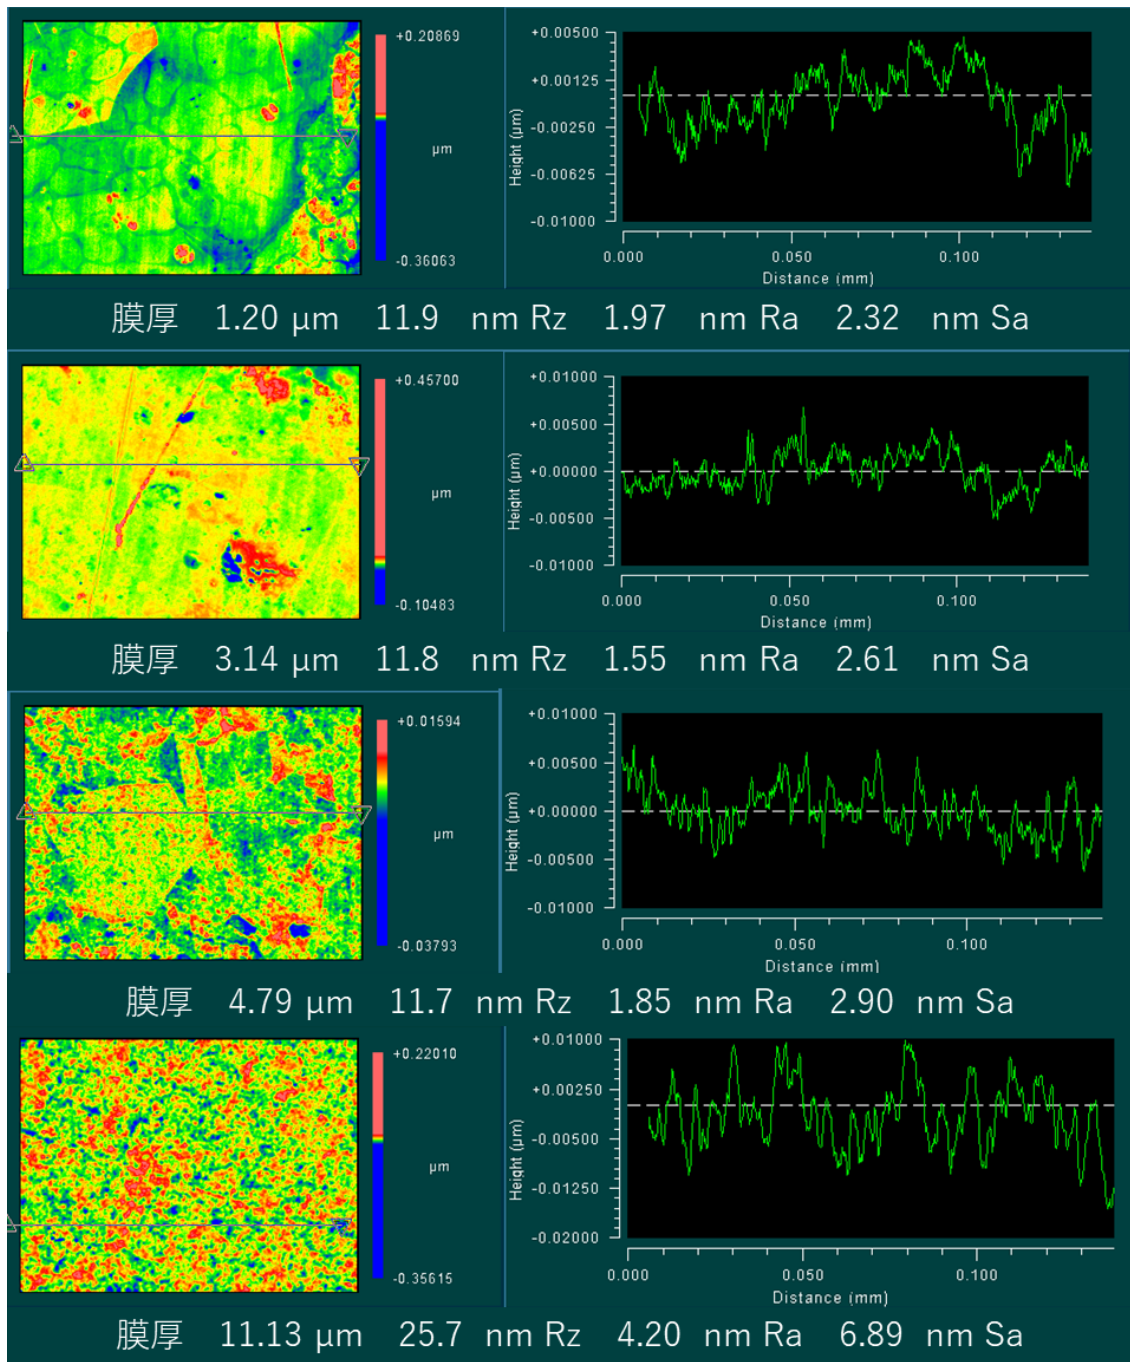 +0.20869
µm
-0.36063
+0.00500
+0.00125
-0.00250
-0.00625
-0.01000
Height (µm)
0.000 0.050 0.100
Distance (mm)
膜厚 1.20 µm 11.9 nm Rz 1.97 nm Ra 2.32 nm Sa
+0.45700
µm
-0.10483
+0.01000
+0.00500
+0.00000
-0.00500
-0.01000
Height (µm)
0.000 0.050 0.100
Distance (mm)
膜厚 3.14 µm 11.8 nm Rz 1.55 nm Ra 2.61 nm Sa
+0.01594
µm
-0.03793
+0.01000
+0.00500
+0.00000
-0.00500
-0.01000
Height (µm)
0.000 0.050 0.100
Distance (mm)
膜厚 4.79 µm 11.7 nm Rz 1.85 nm Ra 2.90 nm Sa
+0.22010
µm
-0.35615
+0.01000
+0.00250
-0.00500
-0.01250
-0.02000
Height (µm)
0.000 0.050 0.100
Distance (mm)
膜厚 11.13 µm 25.7 nm Rz 4.20 nm Ra 6.89 nm Sa